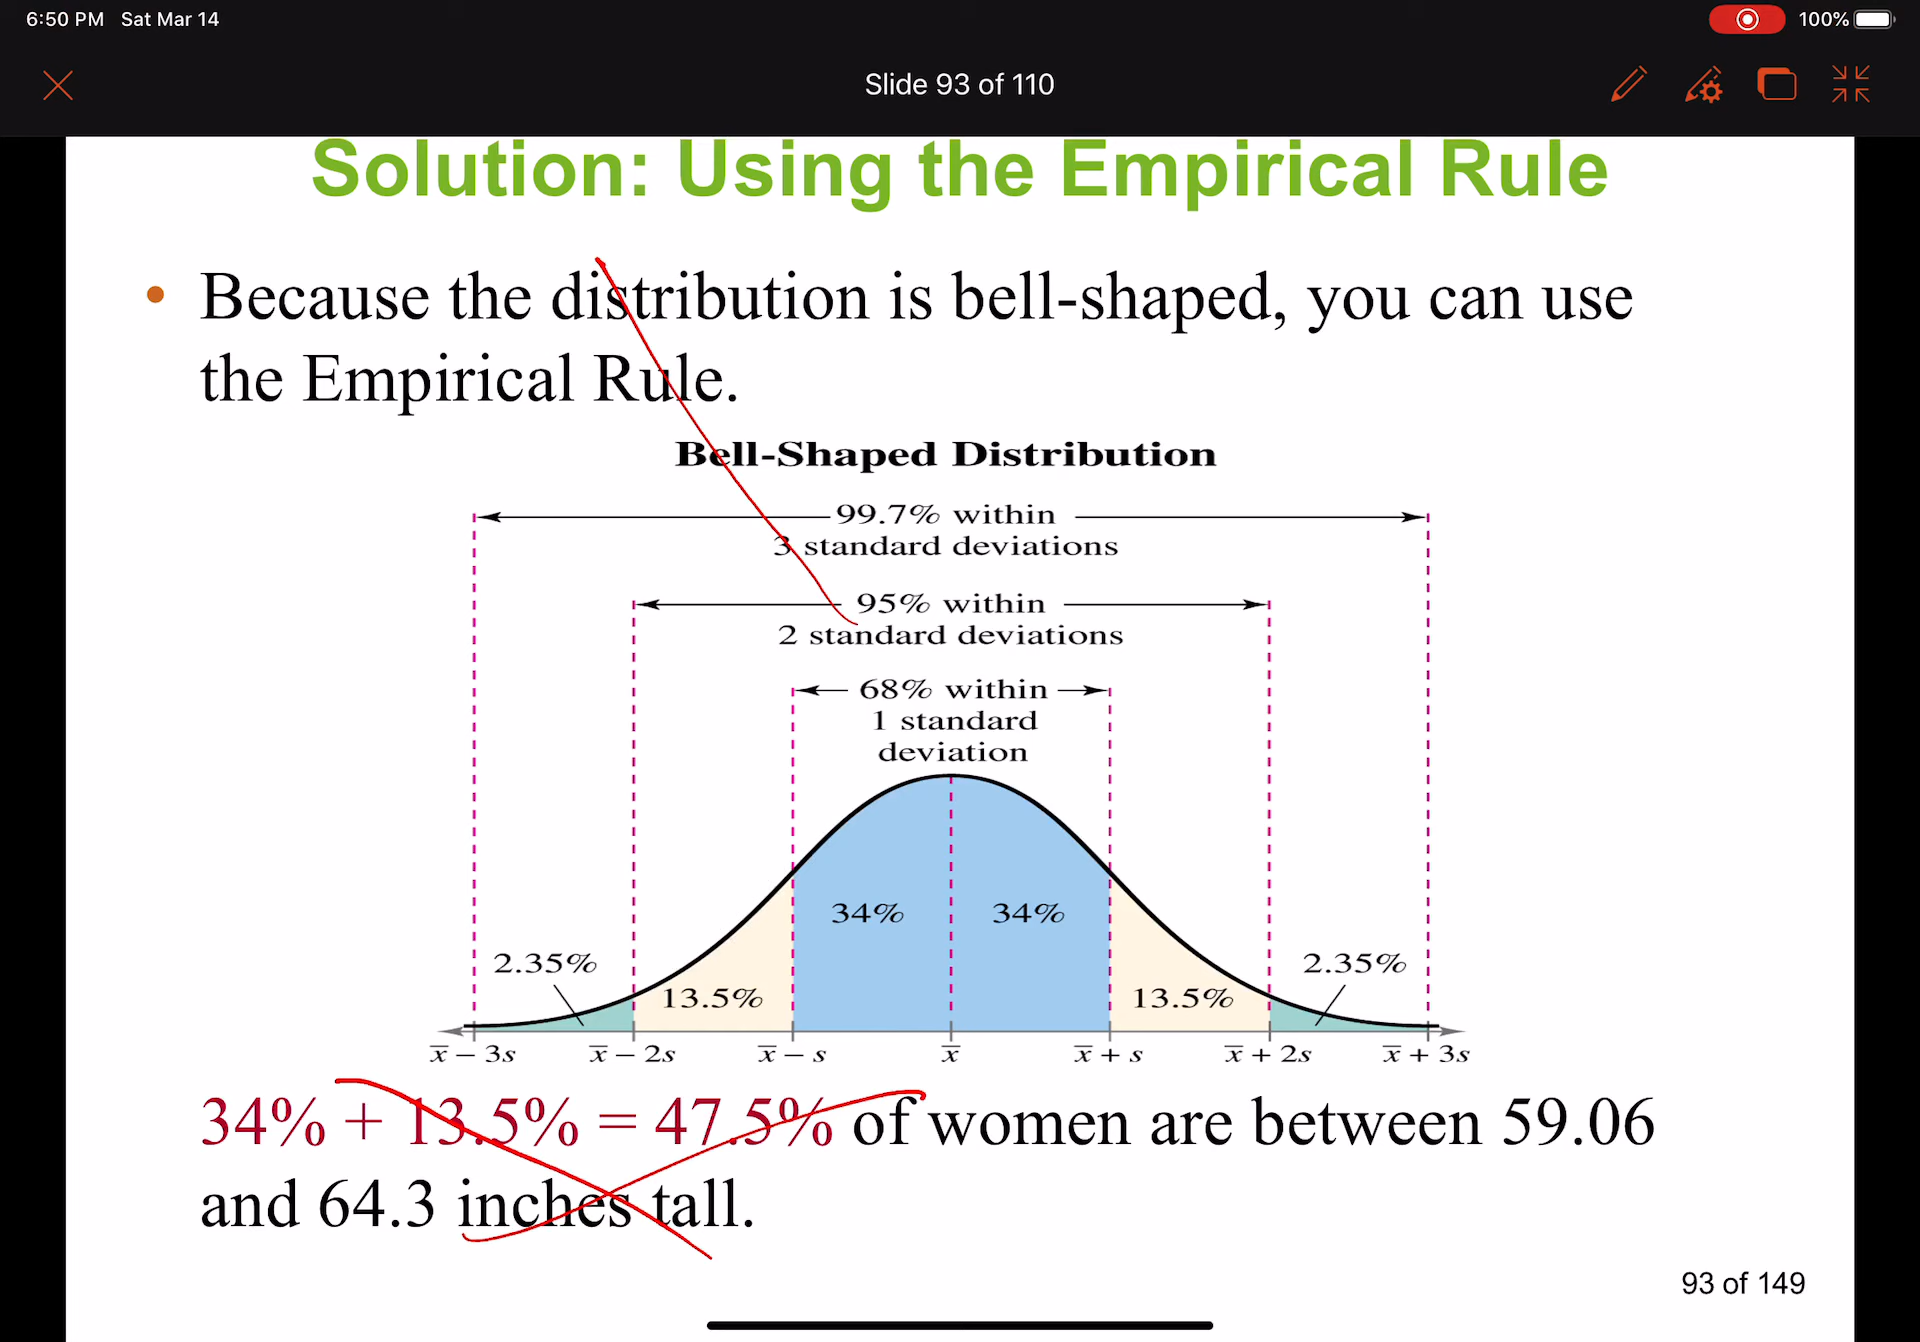 6:50 PM Sat Mar 14
100%
Slide 93 of 110
Solution: Using the Empirical Rule
• Because the distribution is bell-shaped, you can use
the Empirical Rule.
Bell-Shaped Distribution
99.7% within
3 standard deviations
95% within
2 standard deviations
68% within
1 standard
deviation
34% 34%
2.35% 2.35%
13.5% 13.5%
x̅ − 3s x̅ − 2s x̅ − s x̅ x̅ + s x̅ + 2s x̅ + 3s
34% + 13.5% = 47.5% of women are between 59.06
and 64.3 inches tall.
93 of 149